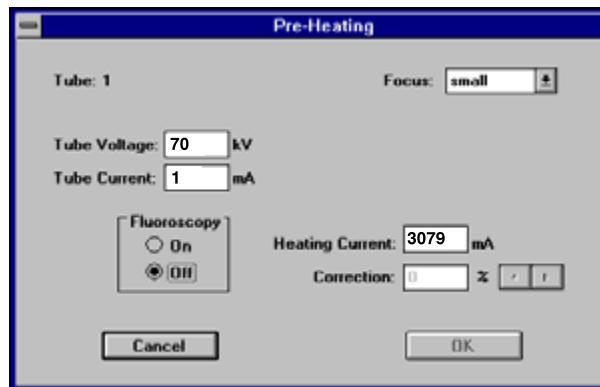 Pre-Heating
Tube: 1 Focus: small
Tube Voltage: 70 kV
Tube Current: 1 mA
Fluoroscopy
On
Off
Heating Current: 3079 mA
Correction: 0 %
Cancel OK